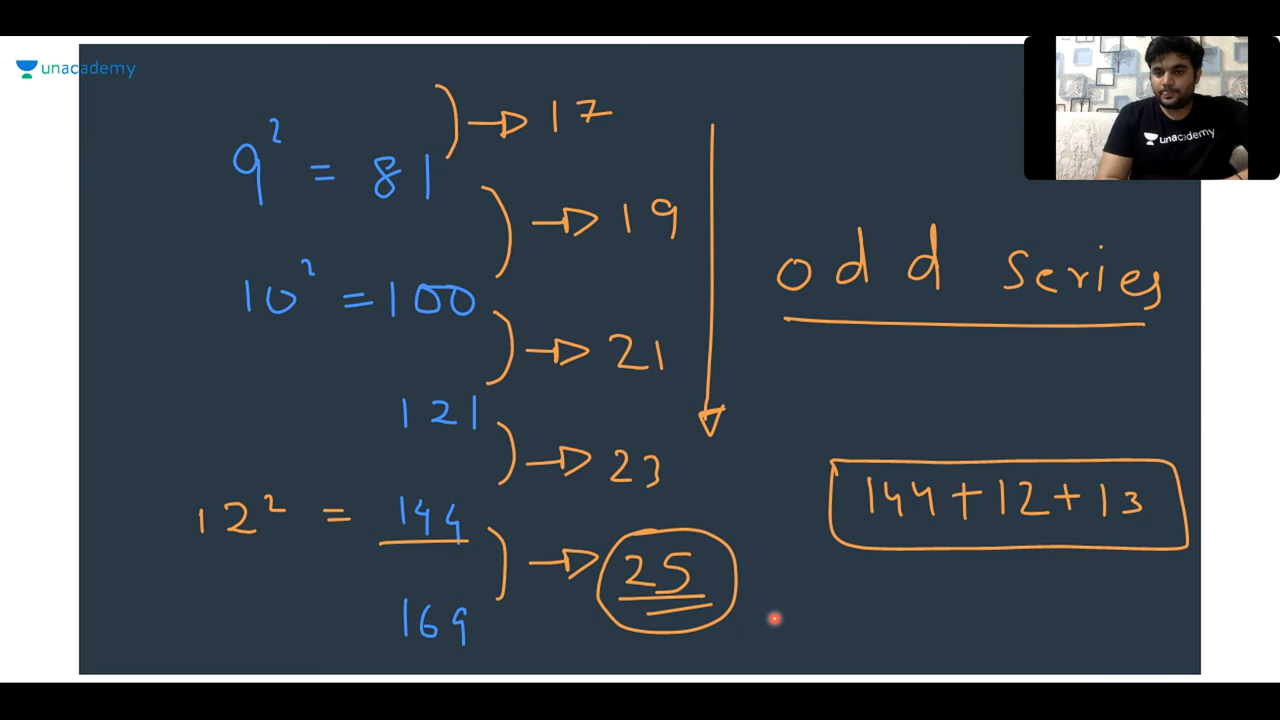 unacademy
unacademy
17
9² = 81
19
odd series
10² = 100
21
121
23
144+12+13
12² = 144
25
169